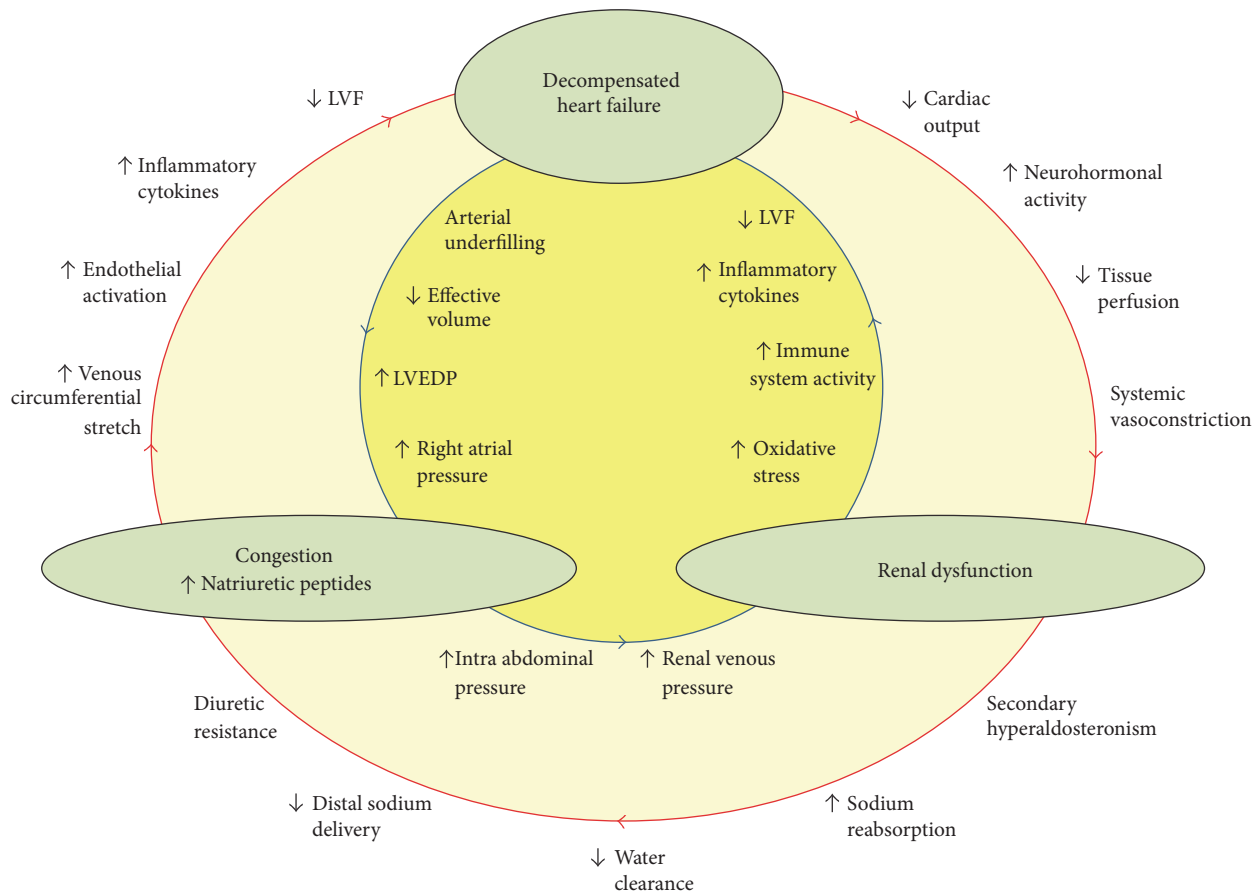 Decompensated
heart failure
↓ LVF
↑ Inflammatory
cytokines
↑ Endothelial
activation
↑ Venous
circumferential
stretch
↓ Cardiac
output
↑ Neurohormonal
activity
↓ Tissue
perfusion
Systemic
vasoconstriction
Arterial
underfilling
↓ Effective
volume
↑ LVEDP
↑ Right atrial
pressure
↓ LVF
↑ Inflammatory
cytokines
↑ Immune
system activity
↑ Oxidative
stress
Congestion
↑ Natriuretic peptides
Renal dysfunction
↑Intra abdominal
pressure
↑ Renal venous
pressure
Diuretic
resistance
Secondary
hyperaldosteronism
↓ Distal sodium
delivery
↑ Sodium
reabsorption
↓ Water
clearance